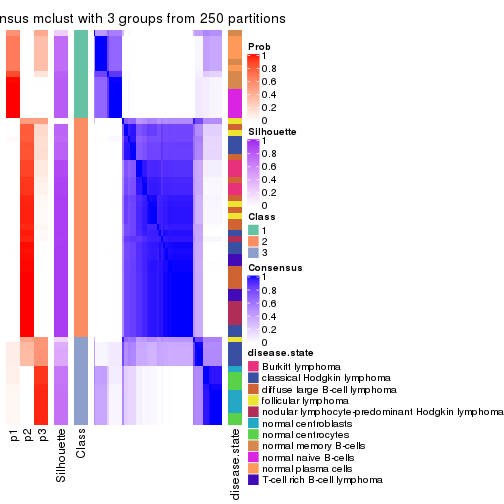 nsus mclust with 3 groups from 250 partitions
Prob
1
0.8
0.6
0.4
0.2
0
Silhouette
1
0.8
0.6
0.4
0.2
0
Class
1
2
3
Consensus
1
0.8
0.6
0.4
0.2
0
disease.state
Burkitt lymphoma
classical Hodgkin lymphoma
diffuse large B-cell lymphoma
follicular lymphoma
nodular lymphocyte-predominant Hodgkin lymphoma
normal centroblasts
normal centrocytes
normal memory B-cells
normal naive B-cells
normal plasma cells
T-cell rich B-cell lymphoma
p1
p2
p3
Silhouette
Class
disease.state